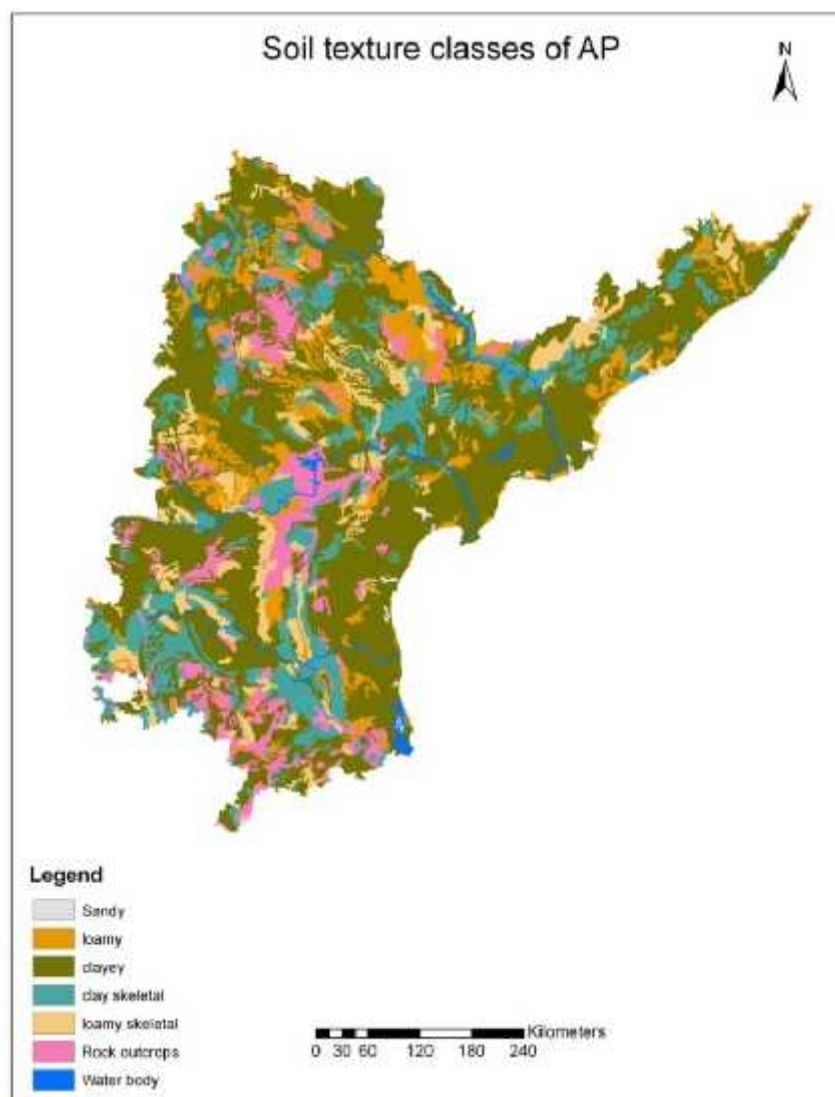 Soil texture classes of AP
N
Legend
Sandy
loamy
clayey
clay skeletal
loamy skeletal
Rock outcrops
Water body
Kilometers
0 30 60 120 180 240